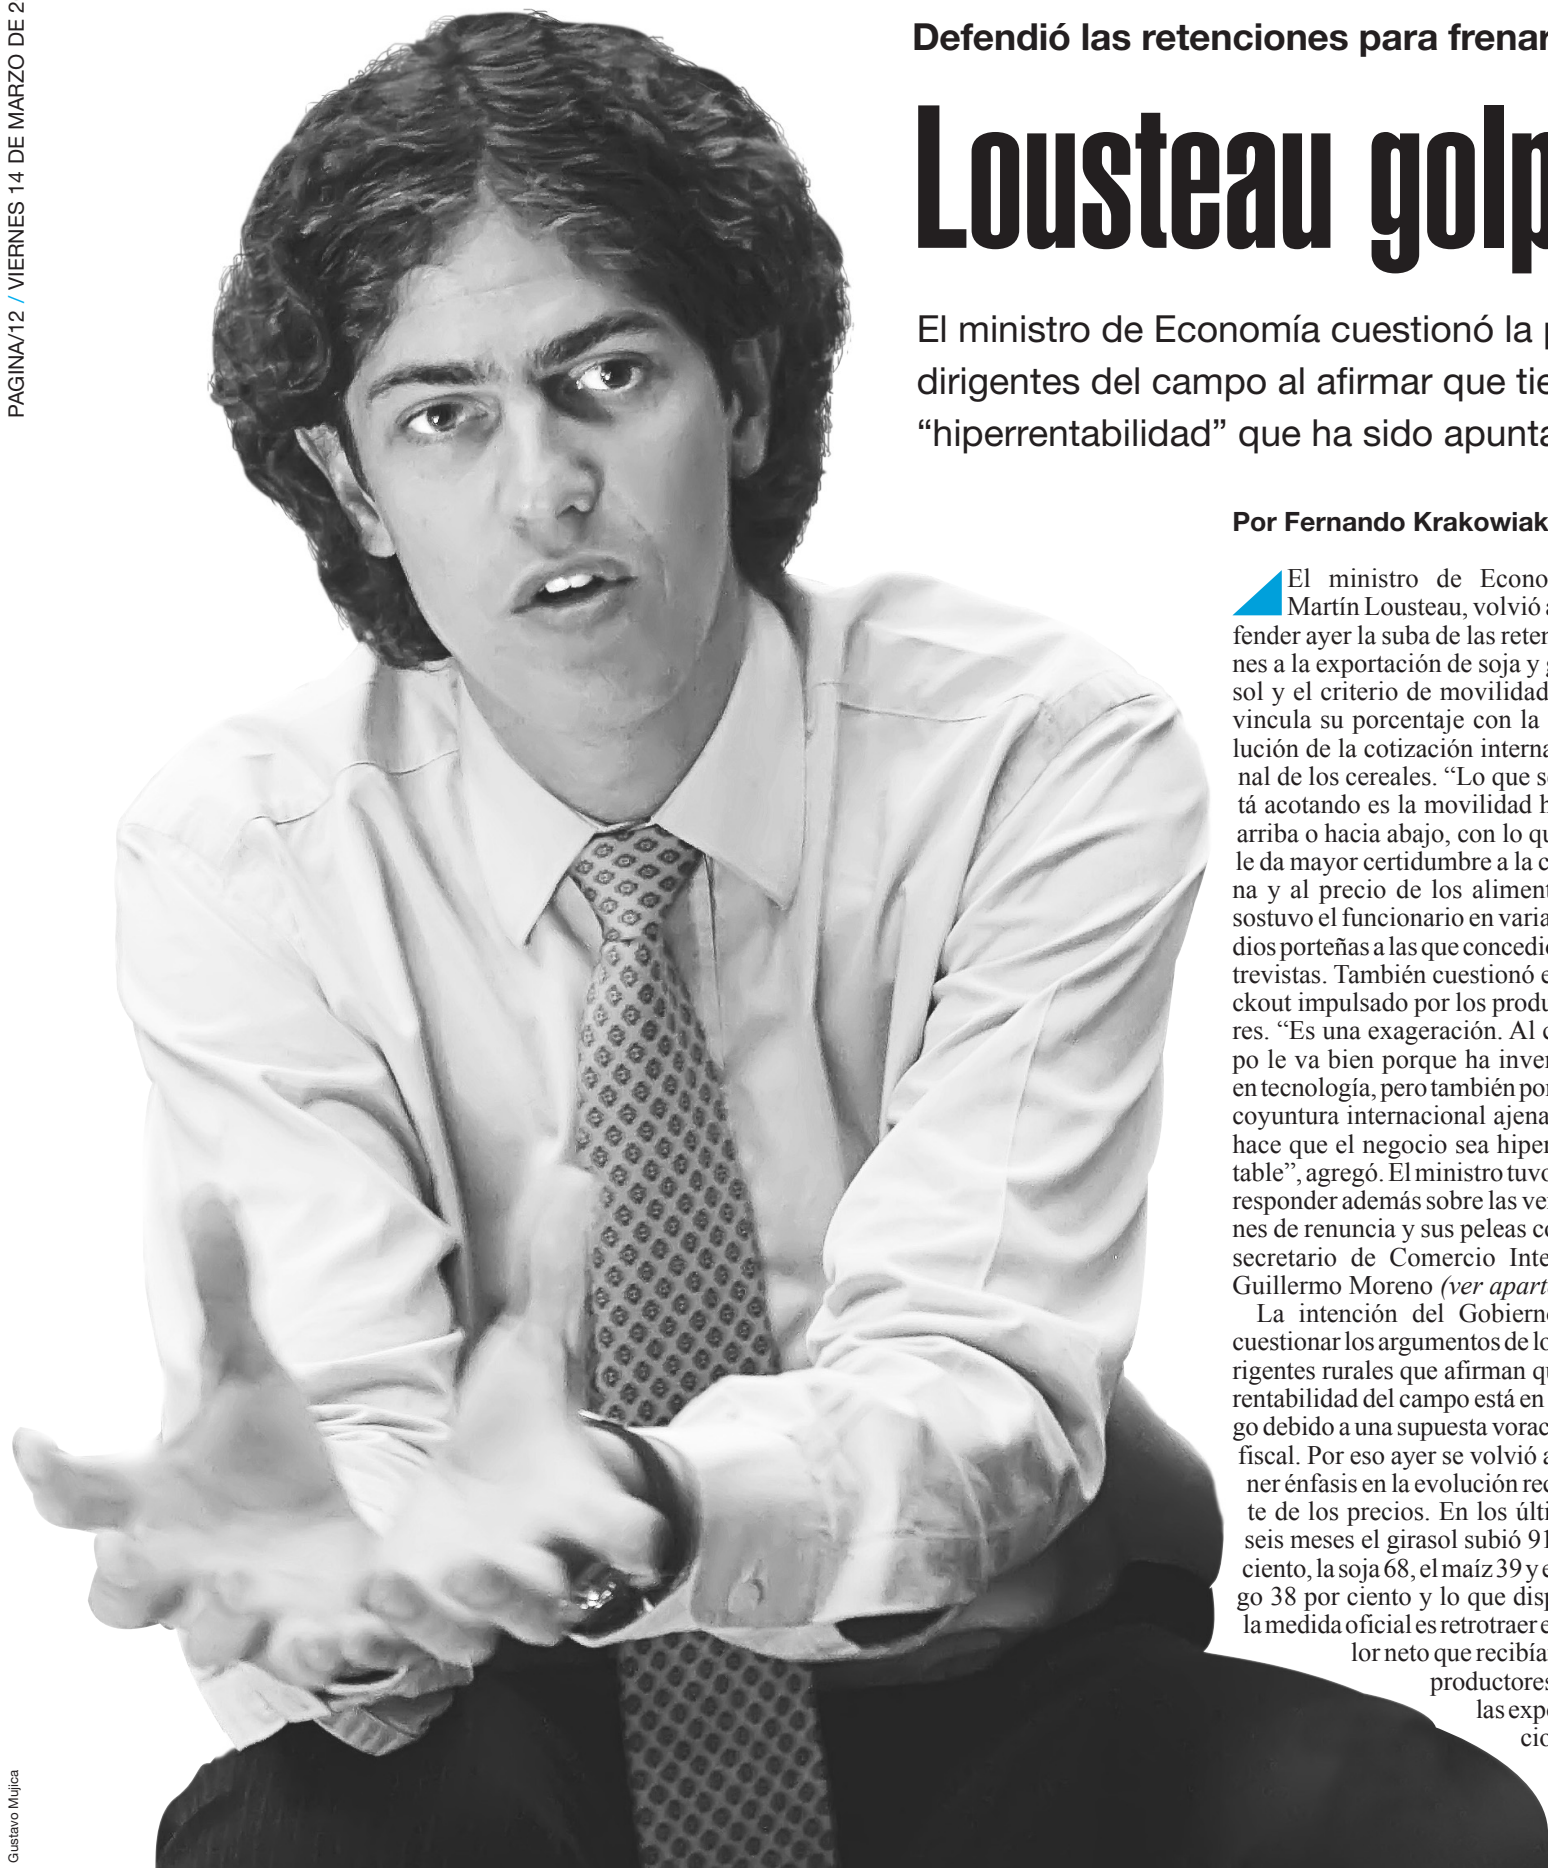 PAGINA/12 / VIERNES 14 DE MARZO DE 2
Defendió las retenciones para frenar
Lousteau golp
El ministro de Economía cuestionó la p
dirigentes del campo al afirmar que tie
“hiperrentabilidad” que ha sido apunta
Por Fernando Krakowiak
El ministro de Econo
Martín Lousteau, volvió a
fender ayer la suba de las reten
nes a la exportación de soja y g
sol y el criterio de movilidad
vincula su porcentaje con la
lución de la cotización interna
nal de los cereales. “Lo que se
tá acotando es la movilidad h
arriba o hacia abajo, con lo qu
le da mayor certidumbre a la c
na y al precio de los aliment
sostuvo el funcionario en varia
dios porteñas a las que concedió
trevistas. También cuestionó e
ckout impulsado por los produ
res. “Es una exageración. Al c
po le va bien porque ha inver
en tecnología, pero también por
coyuntura internacional ajena
hace que el negocio sea hiper
table”, agregó. El ministro tuvo
responder además sobre las ver
nes de renuncia y sus peleas co
secretario de Comercio Inte
Guillermo Moreno (ver aparte
La intención del Gobierno
cuestionar los argumentos de lo
rigentes rurales que afirman qu
rentabilidad del campo está en
go debido a una supuesta vorac
fiscal. Por eso ayer se volvió a
ner énfasis en la evolución rec
te de los precios. En los últi
seis meses el girasol subió 91
ciento, la soja 68, el maíz 39 y e
go 38 por ciento y lo que disp
la medida oficial es retrotraer e
lor neto que recibía
productores
las expo
cio
Gustavo Mujica